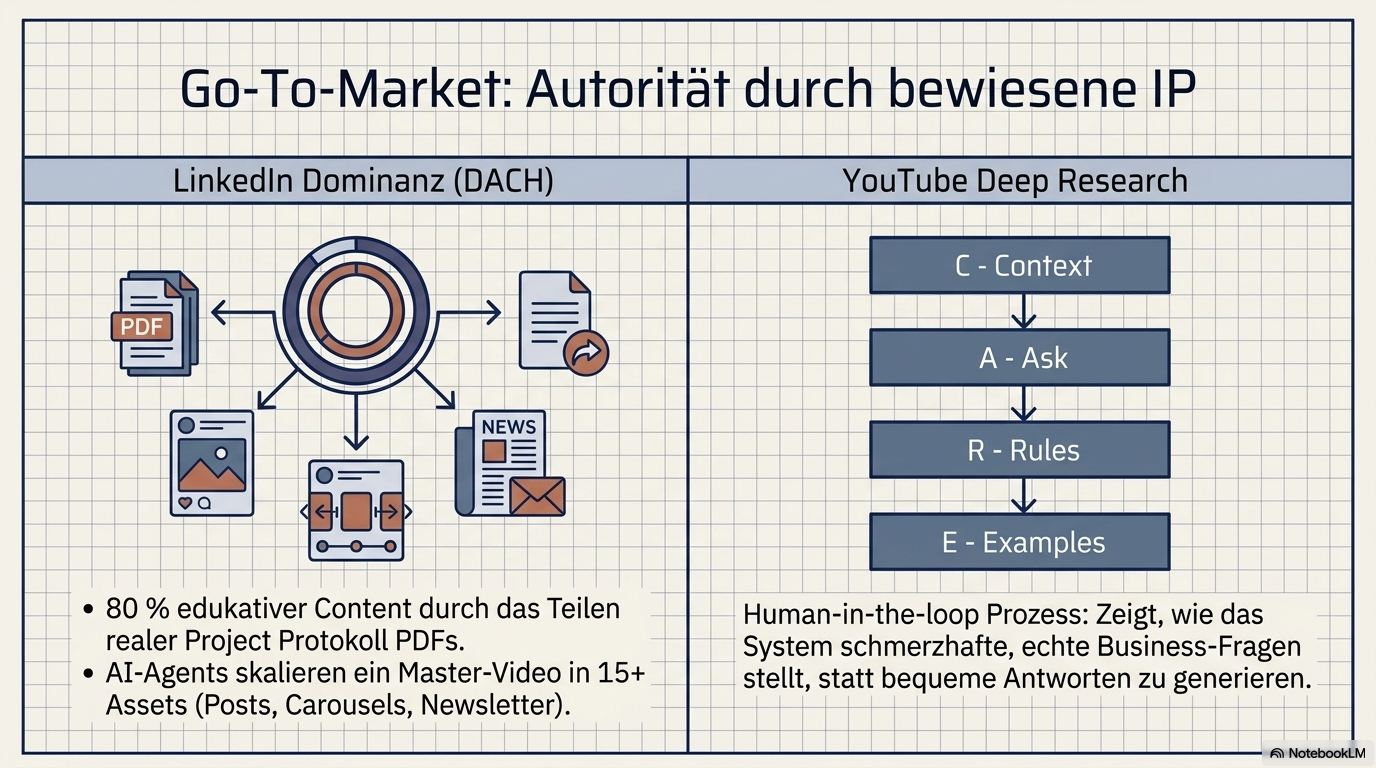 Go-To-Market: Autorität durch bewiesene IP
LinkedIn Dominanz (DACH)
PDF
NEWS
• 80 % edukativer Content durch das Teilen
realer Project Protokoll PDFs.
• AI-Agents skalieren ein Master-Video in 15+
Assets (Posts, Carousels, Newsletter).
YouTube Deep Research
C - Context
A - Ask
R - Rules
E - Examples
Human-in-the-loop Prozess: Zeigt, wie das
System schmerzhafte, echte Business-Fragen
stellt, statt bequeme Antworten zu generieren.
NotebookLM